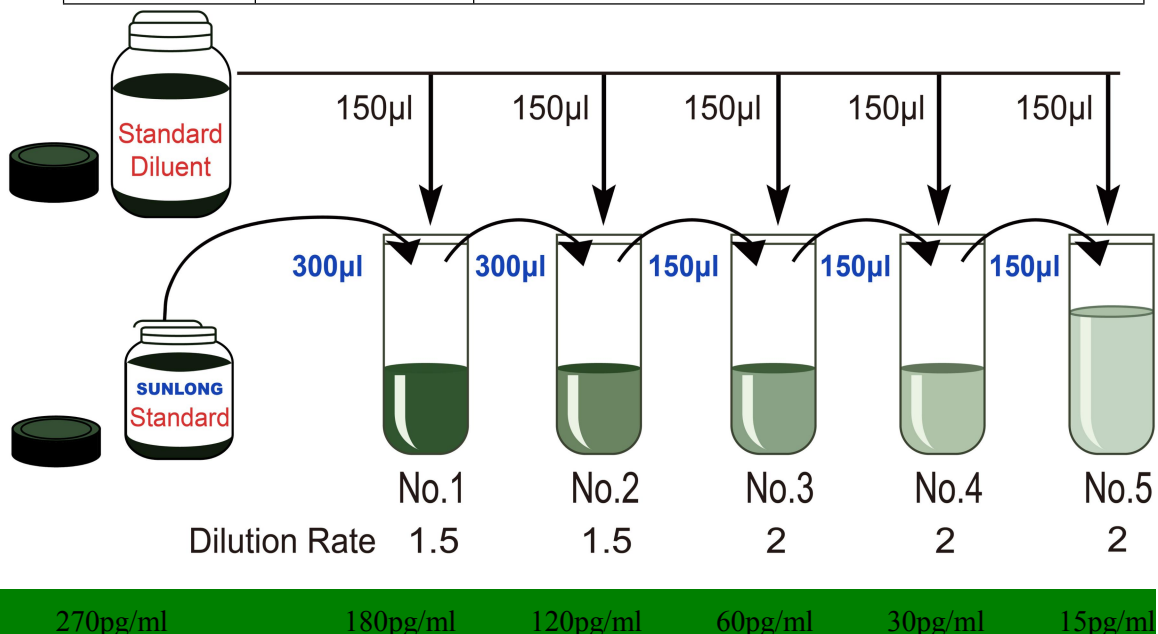 150µl 150µl 150µl 150µl 150µl
Standard
Diluent
300µl 300µl 150µl 150µl 150µl
SUNLONG
Standard
No.1 No.2 No.3 No.4 No.5
Dilution Rate 1.5 1.5 2 2 2
270pg/ml 180pg/ml 120pg/ml 60pg/ml 30pg/ml 15pg/ml